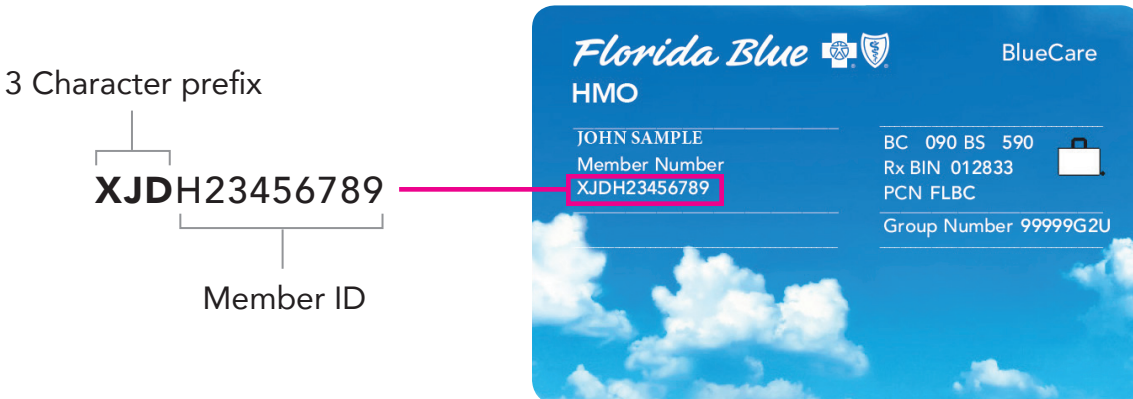 3 Character prefix
XJDH23456789
Member ID
Florida Blue
BlueCare
HMO
JOHN SAMPLE
Member Number
XJDH23456789
BC 090 BS 590
Rx BIN 012833
PCN FLBC
Group Number 99999G2U